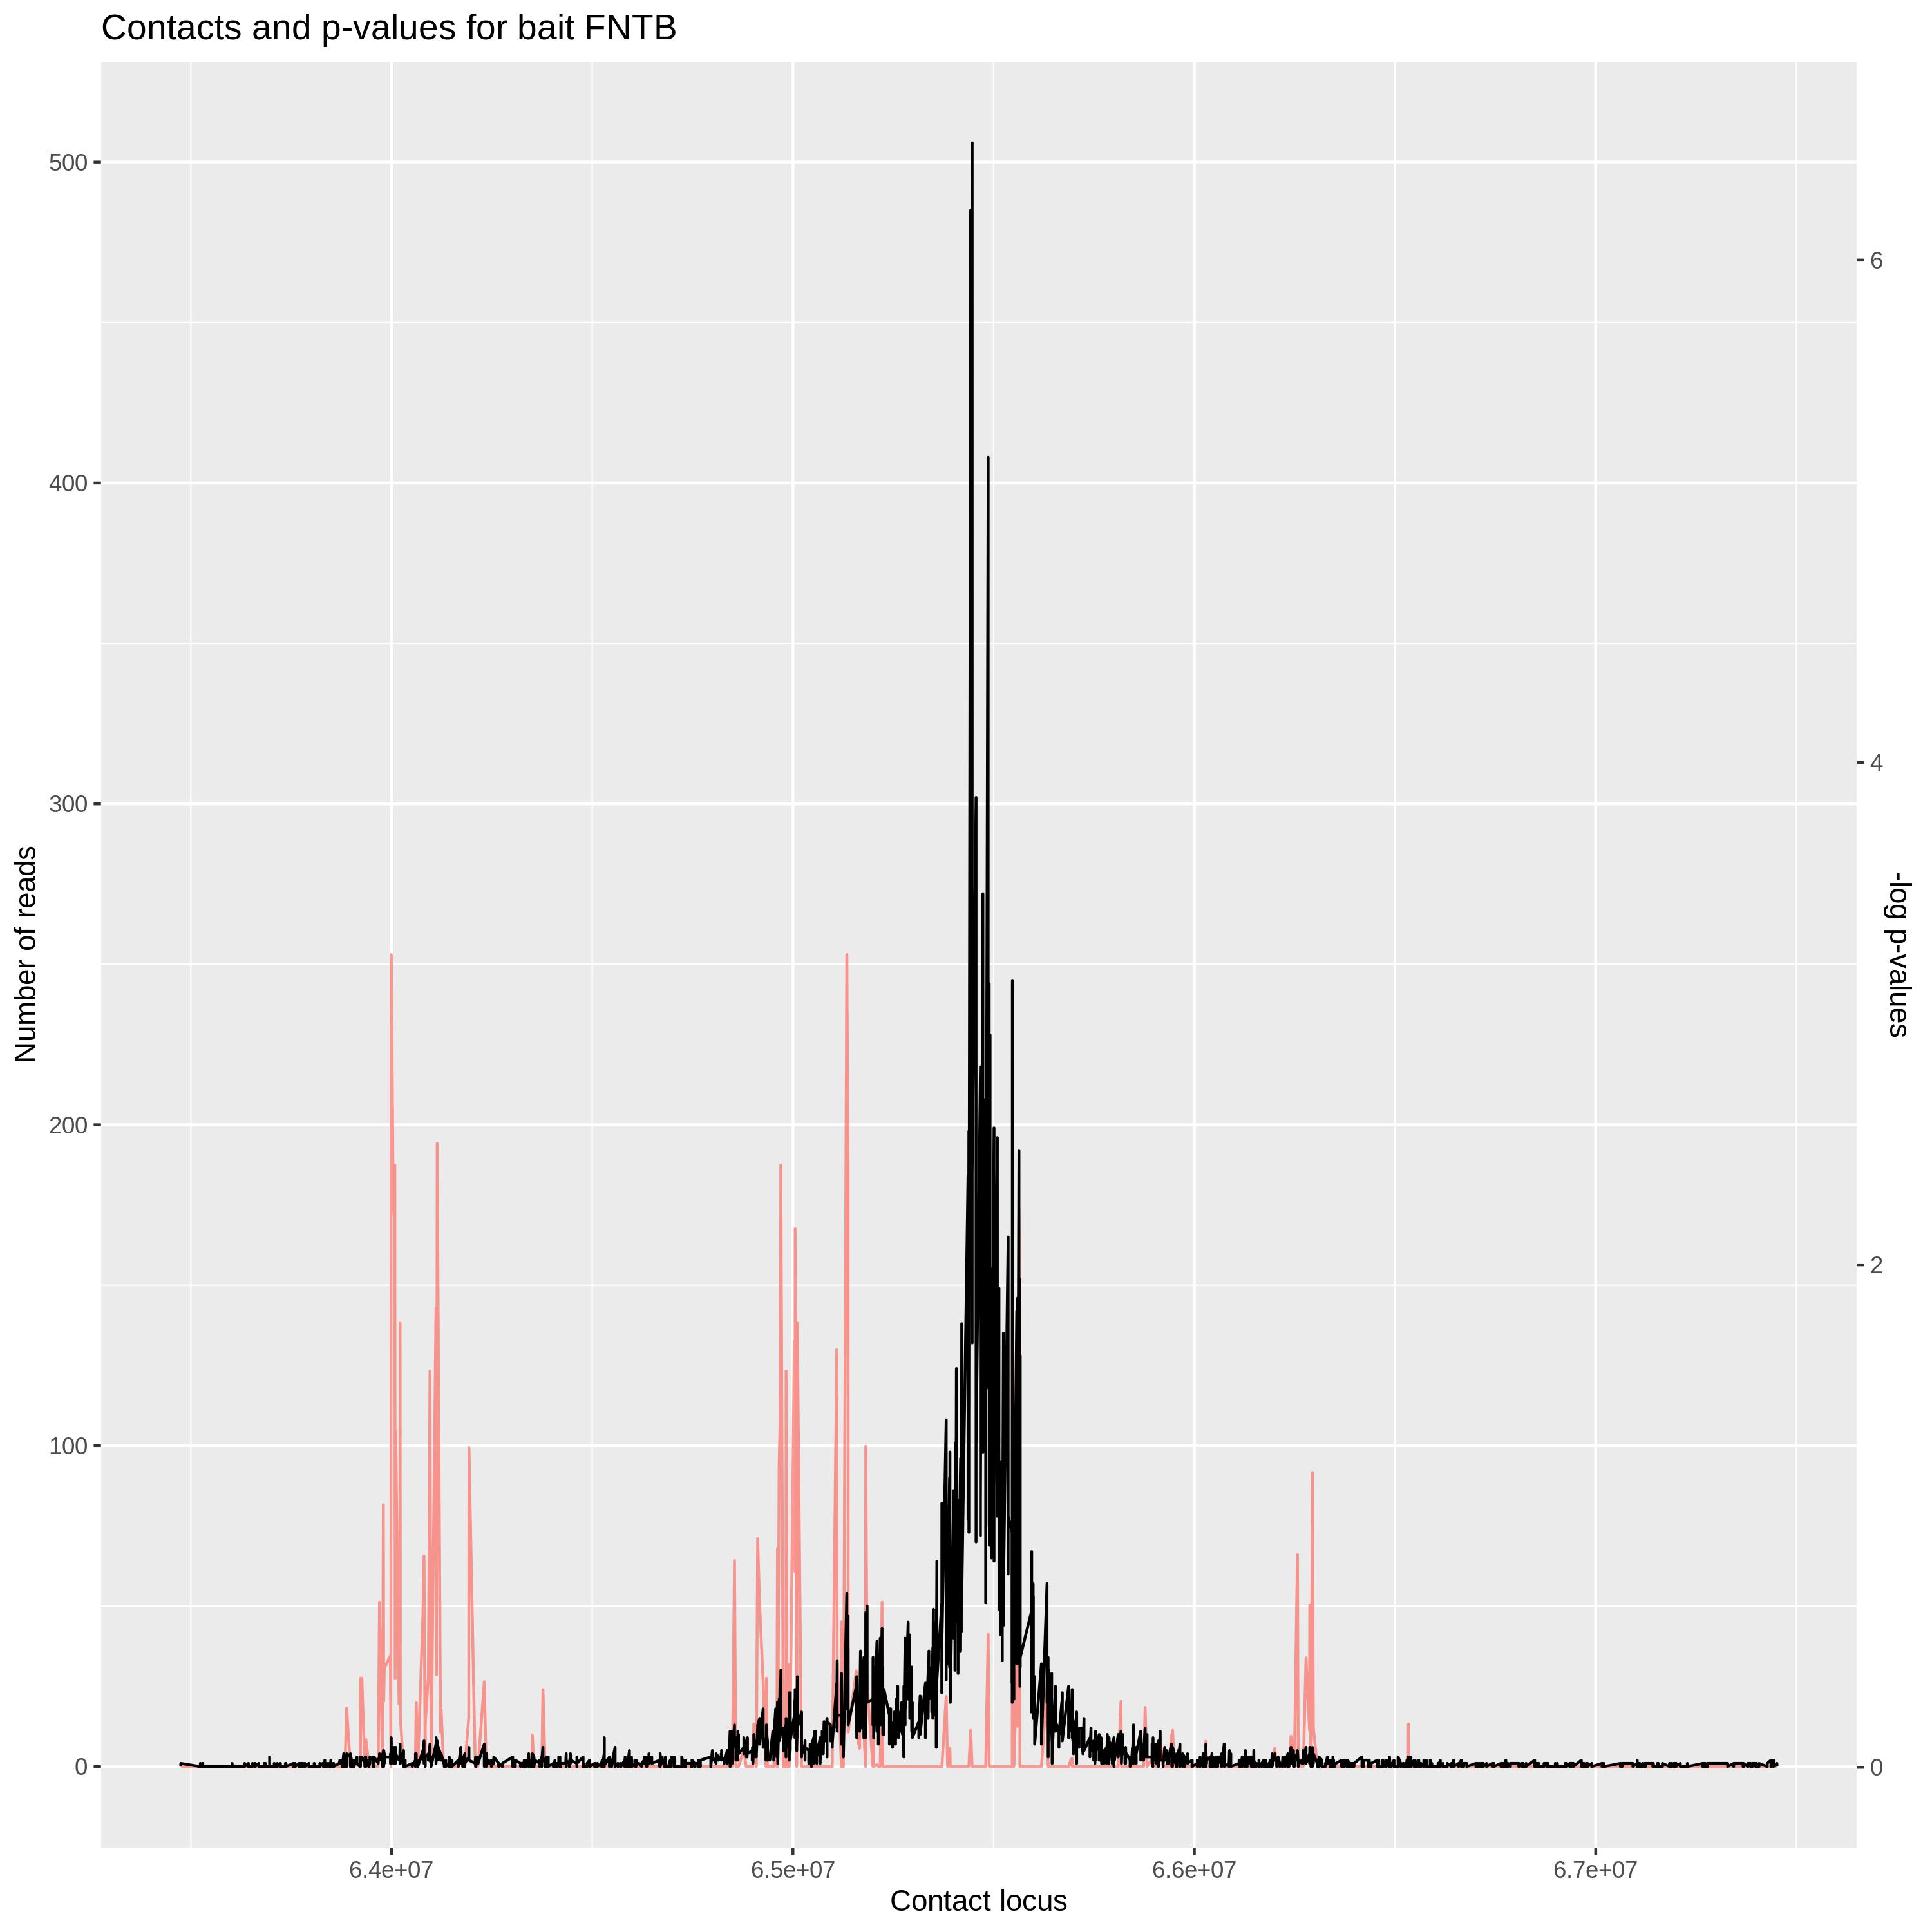 Contacts and p-values for bait FNTB
500
400
300
200
100
0
Number of reads
6
4
2
0
-log p-values
6.4e+07
6.5e+07
6.6e+07
6.7e+07
Contact locus